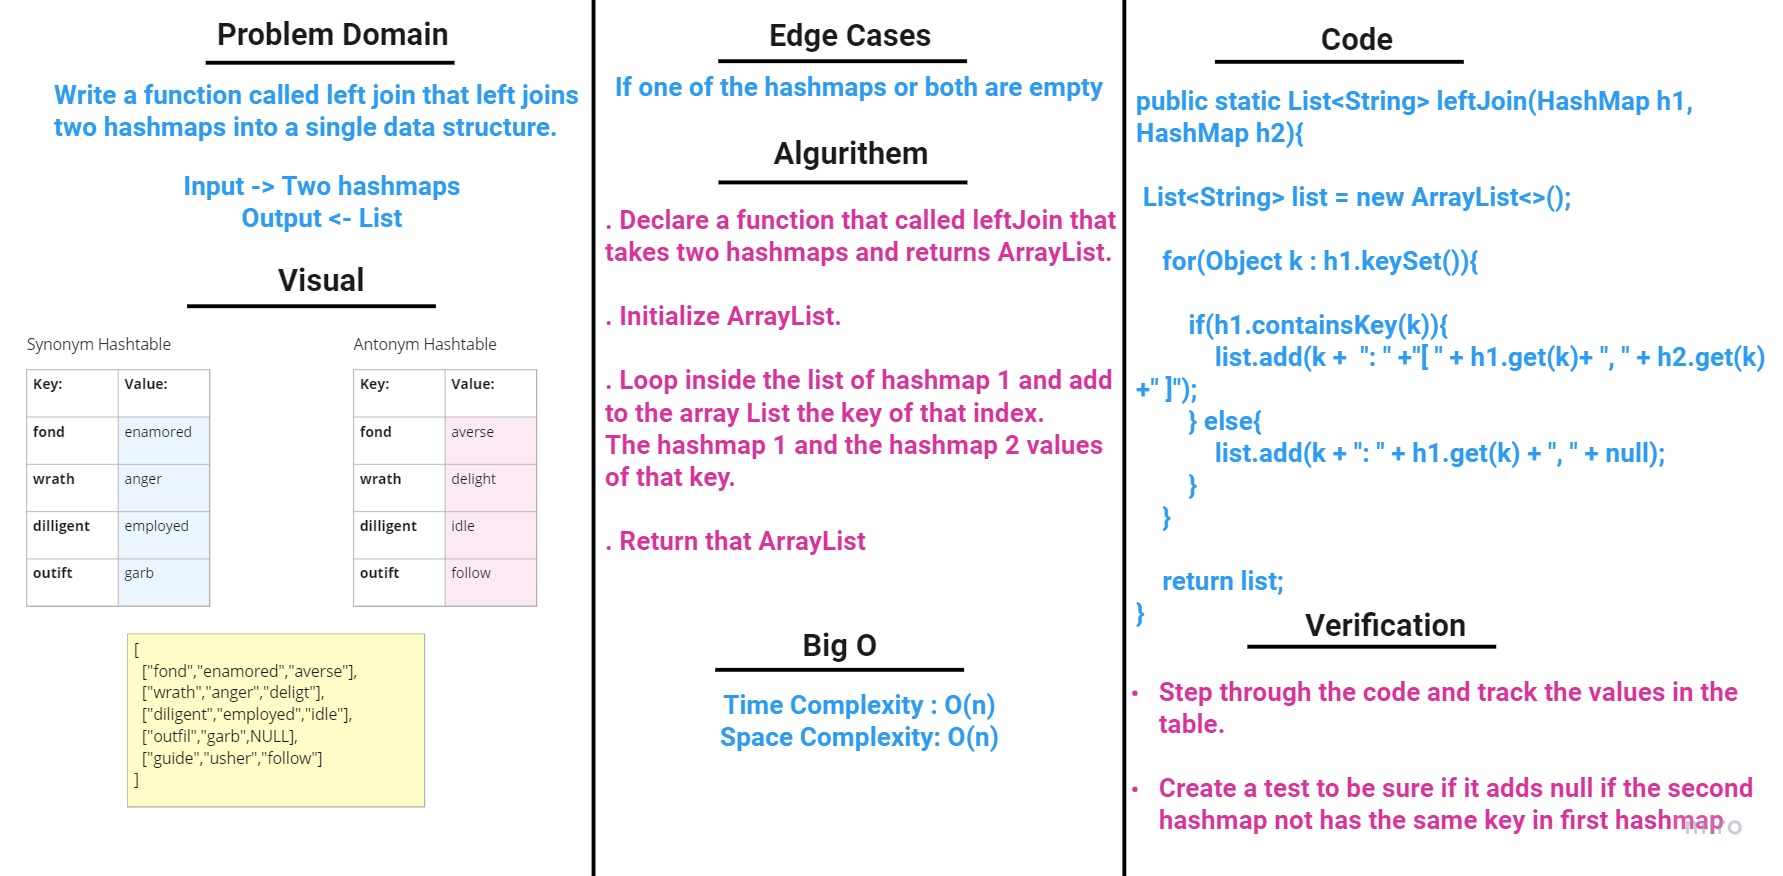 Problem Domain
Write a function called left join that left joins
two hashmaps into a single data structure.
Input -> Two hashmaps
Output <- List
Visual
Synonym Hashtable
Key: Value:
fond enamored
wrath anger
dilligent employed
outift garb
Antonym Hashtable
Key: Value:
fond averse
wrath delight
dilligent idle
outift follow
[
["fond","enamored","averse"],
["wrath","anger","deligt"],
["diligent","employed","idle"],
["outfil","garb",NULL],
["guide","usher","follow"]
]
Edge Cases
If one of the hashmaps or both are empty
Algurithem
. Declare a function that called leftJoin that
takes two hashmaps and returns ArrayList.
. Initialize ArrayList.
. Loop inside the list of hashmap 1 and add
to the array List the key of that index.
The hashmap 1 and the hashmap 2 values
of that key.
. Return that ArrayList
Big O
Time Complexity : O(n)
Space Complexity: O(n)
Code
public static List<String> leftJoin(HashMap h1,
HashMap h2){
List<String> list = new ArrayList<>();
for(Object k : h1.keySet()){
if(h1.containsKey(k)){
list.add(k +  ": " +"[ " + h1.get(k)+ ", " + h2.get(k)
+" ]");
} else{
list.add(k + ": " + h1.get(k) + ", " + null);
}
}
return list;
}
Verification
• Step through the code and track the values in the
table.
• Create a test to be sure if it adds null if the second
hashmap not has the same key in first hashmap
miro